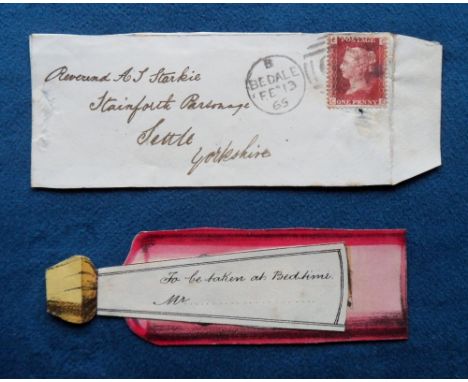 Reverend A J Starkie
Stainforth Parsonage
Settle
Yorkshire
B
BEDALE
FE 13
65
POSTAGE
ONE PENNY
To be taken at Bedtime.
Mr